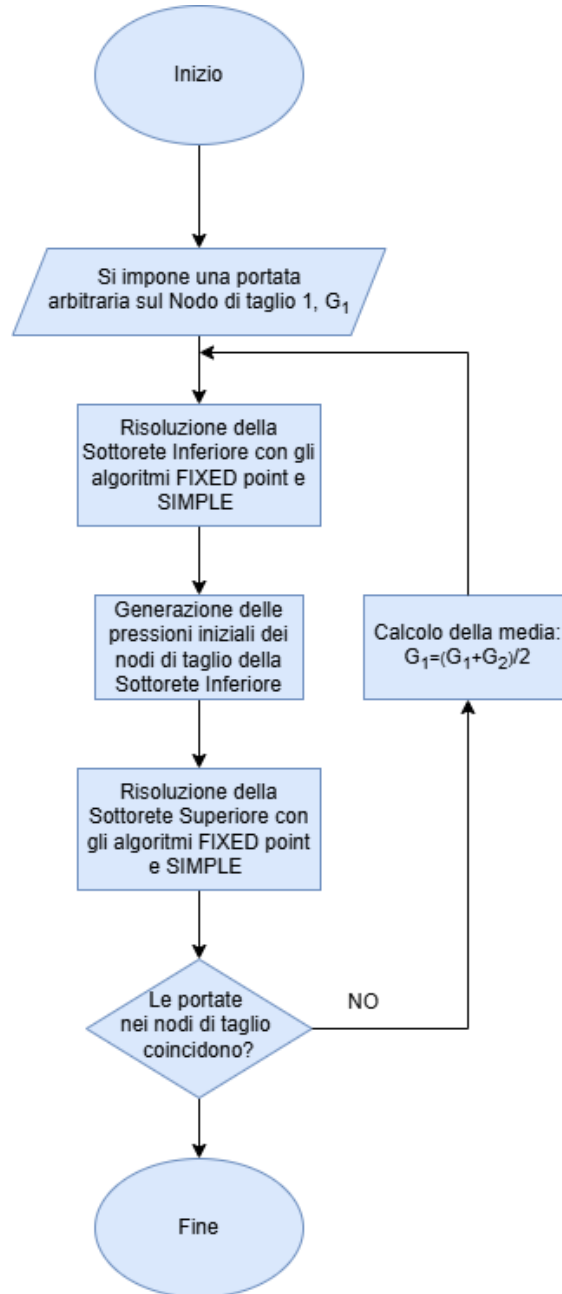 Inizio
Si impone una portata
arbitraria sul Nodo di taglio 1, G₁
Risoluzione della
Sottorete Inferiore con gli
algoritmi FIXED point e
SIMPLE
Generazione delle
pressioni iniziali dei
nodi di taglio della
Sottorete Inferiore
Calcolo della media:
G₁=(G₁+G₂)/2
Risoluzione della
Sottorete Superiore con
gli algoritmi FIXED point
e SIMPLE
Le portate
nei nodi di taglio
coincidono?
NO
Fine